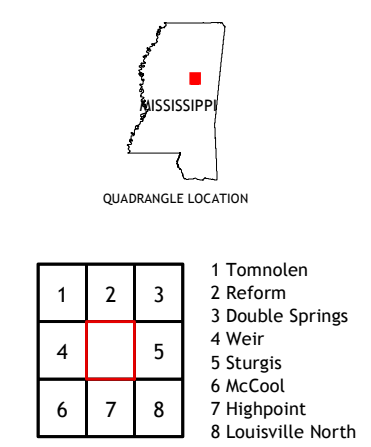 MISSISSIPPI
QUADRANGLE LOCATION
1 2 3
4 5
6 7 8
1 Tomnolen
2 Reform
3 Double Springs
4 Weir
5 Sturgis
6 McCool
7 Highpoint
8 Louisville North